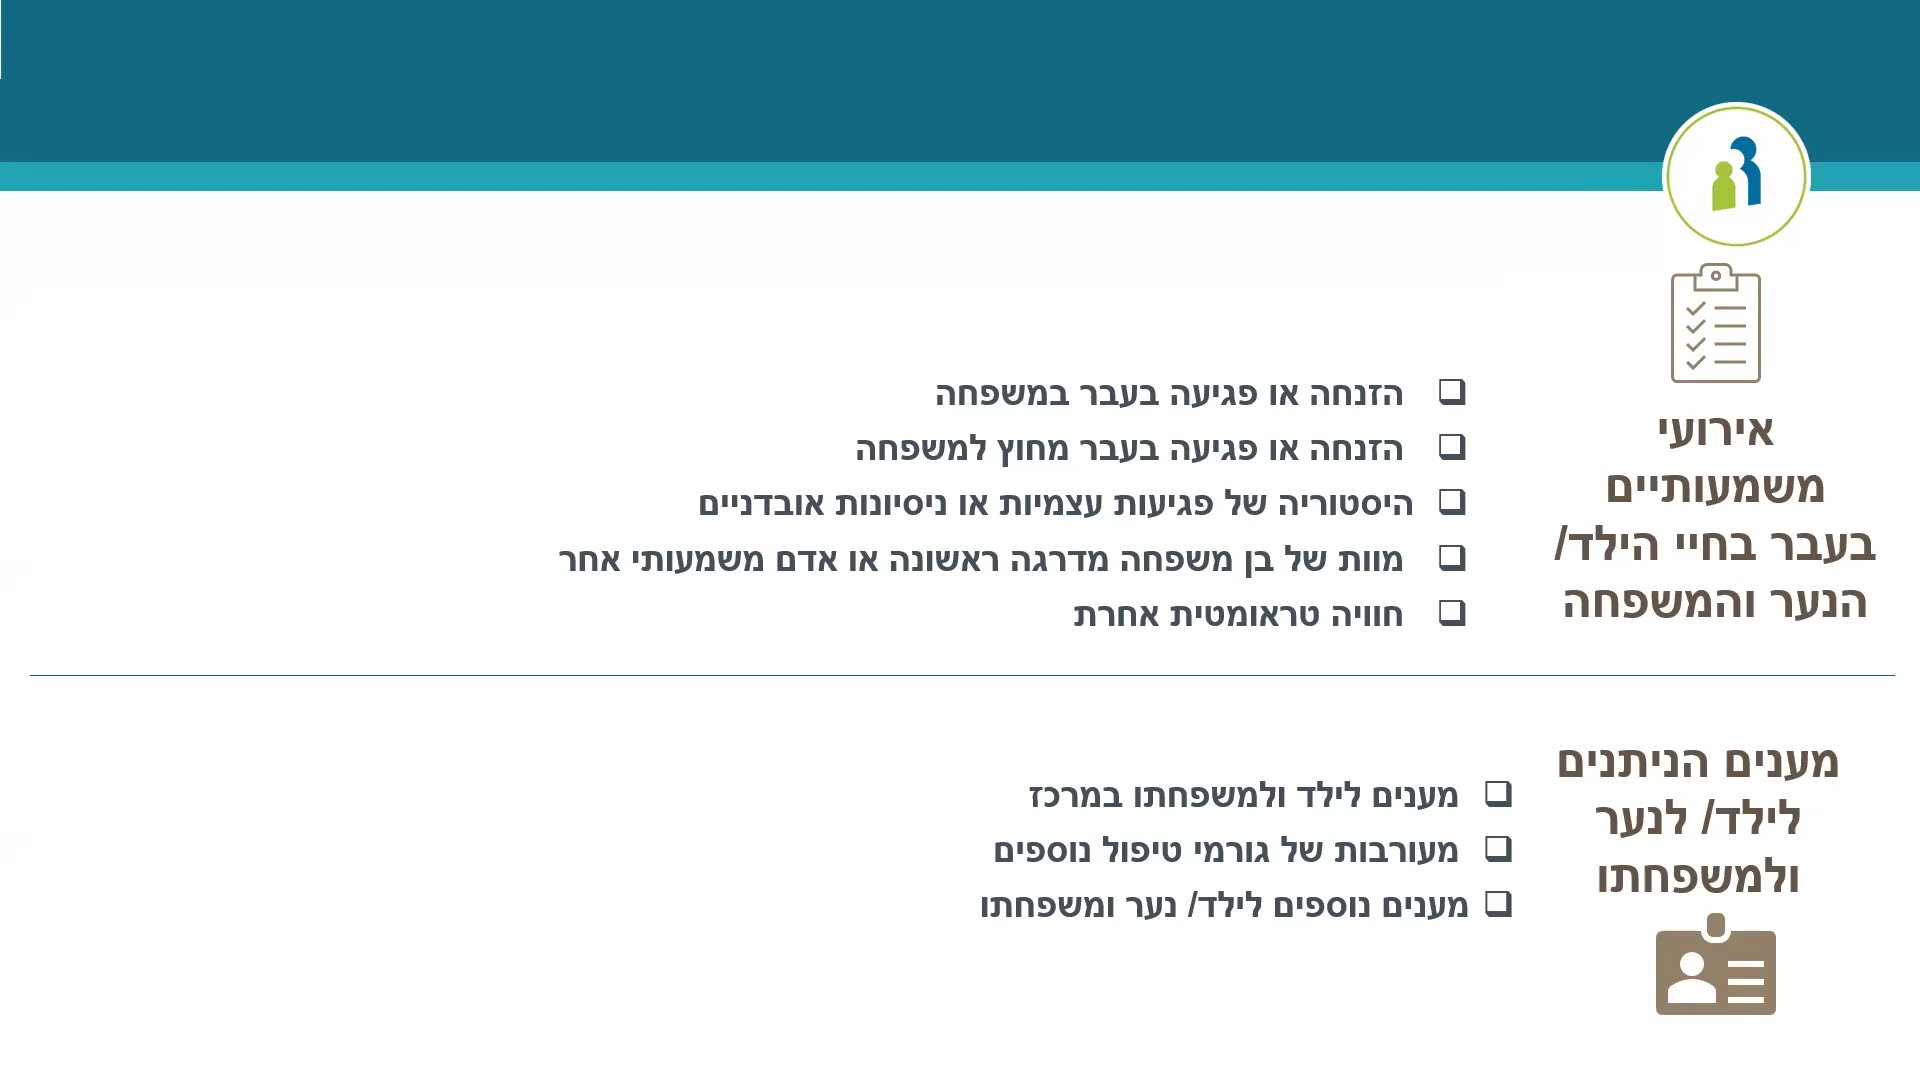 אירועי
משמעותיים
בעבר בחיי הילד/
הנער והמשפחה
הזנחה או פגיעה בעבר במשפחה
הזנחה או פגיעה בעבר מחוץ למשפחה
היסטוריה של פגיעות עצמיות או ניסיונות אובדניים
מוות של בן משפחה מדרגה ראשונה או אדם משמעותי אחר
חוויה טראומטית אחרת
מענים הניתנים
לילד/ לנער
ולמשפחתו
מענים לילד ולמשפחתו במרכז
מעורבות של גורמי טיפול נוספים
מענים נוספים לילד/ נער ומשפחתו